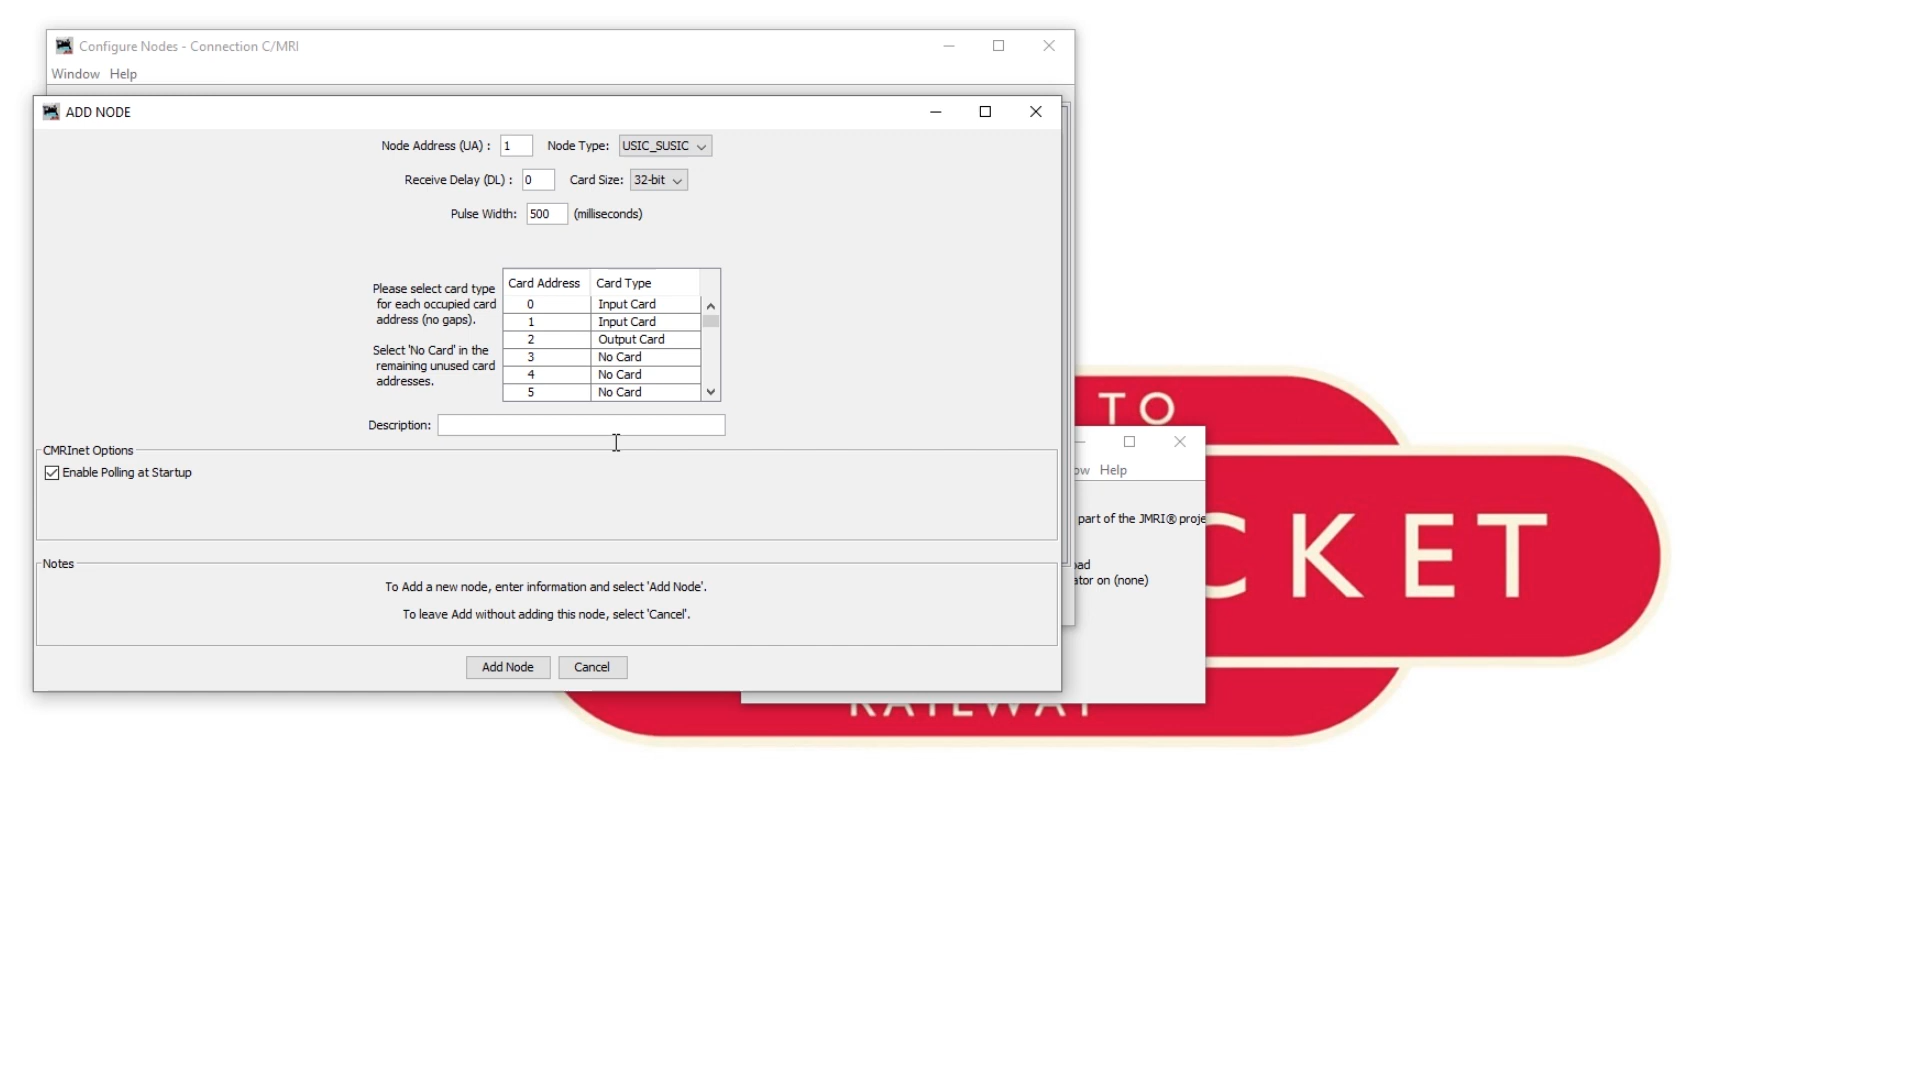 Configure Nodes - Connection C/MRI
Window Help
ADD NODE
Node Address (UA) : 1 Node Type: USIC_SUSIC
Receive Delay (DL) : 0 Card Size: 32-bit
Pulse Width: 500 (milliseconds)
Please select card type
for each occupied card
address (no gaps).
Select 'No Card' in the
remaining unused card
addresses.
Card Address Card Type
0 Input Card
1 Input Card
2 Output Card
3 No Card
4 No Card
5 No Card
Description:
CMRInet Options
Enable Polling at Startup
Notes
To Add a new node, enter information and select 'Add Node'.
To leave Add without adding this node, select 'Cancel'.
Add Node Cancel
Help
part of the JMRI® proje
on (none)
TO
CKET
RAILWAY